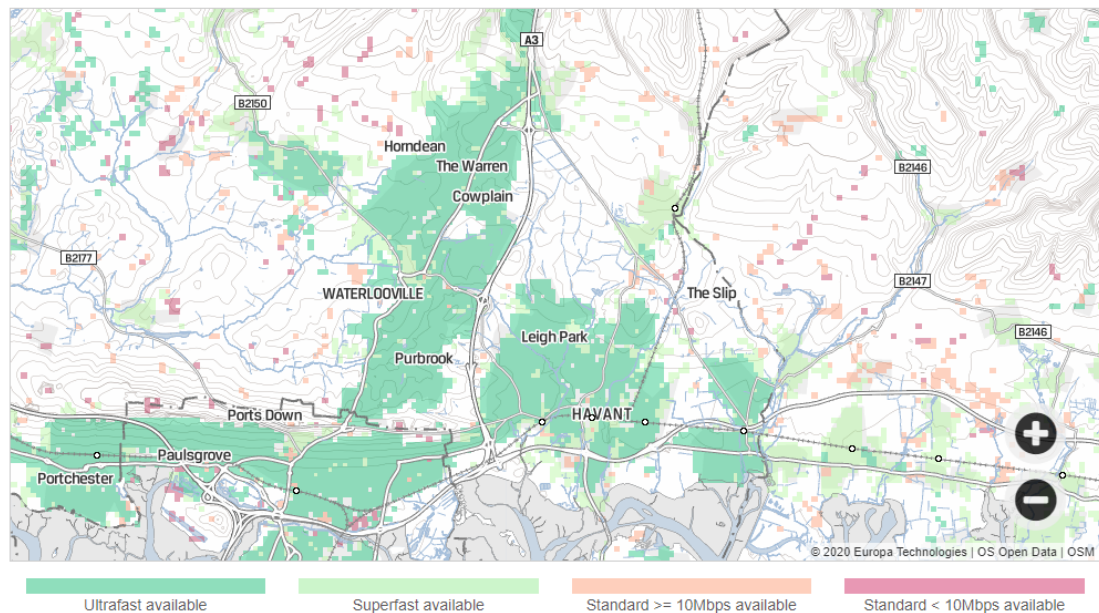 A3
B2150
Horndean
The Warren
B2146
Cowplain
B2177
B2147
WATERLOOVILLE
The Slip
B2146
Leigh Park
Purbrook
Ports Down
HAVANT
Paulsgrove
Portchester
© 2020 Europa Technologies | OS Open Data | OSM
Ultrafast available
Superfast available
Standard >= 10Mbps available
Standard < 10Mbps available